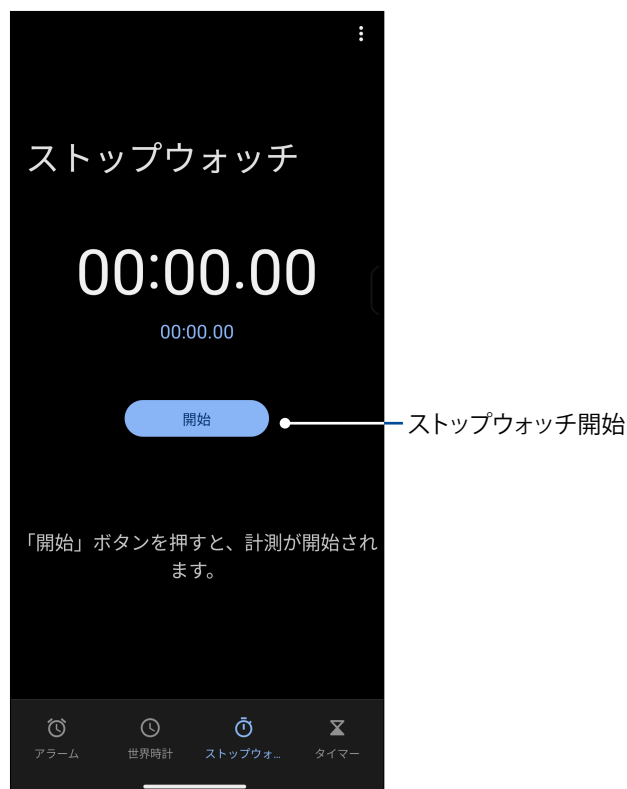 ストップウォッチ
00:00.00
00:00.00
開始
ストップウォッチ開始
「開始」ボタンを押すと、計測が開始され
ます。
アラーム
世界時計
ストップウォ...
タイマー